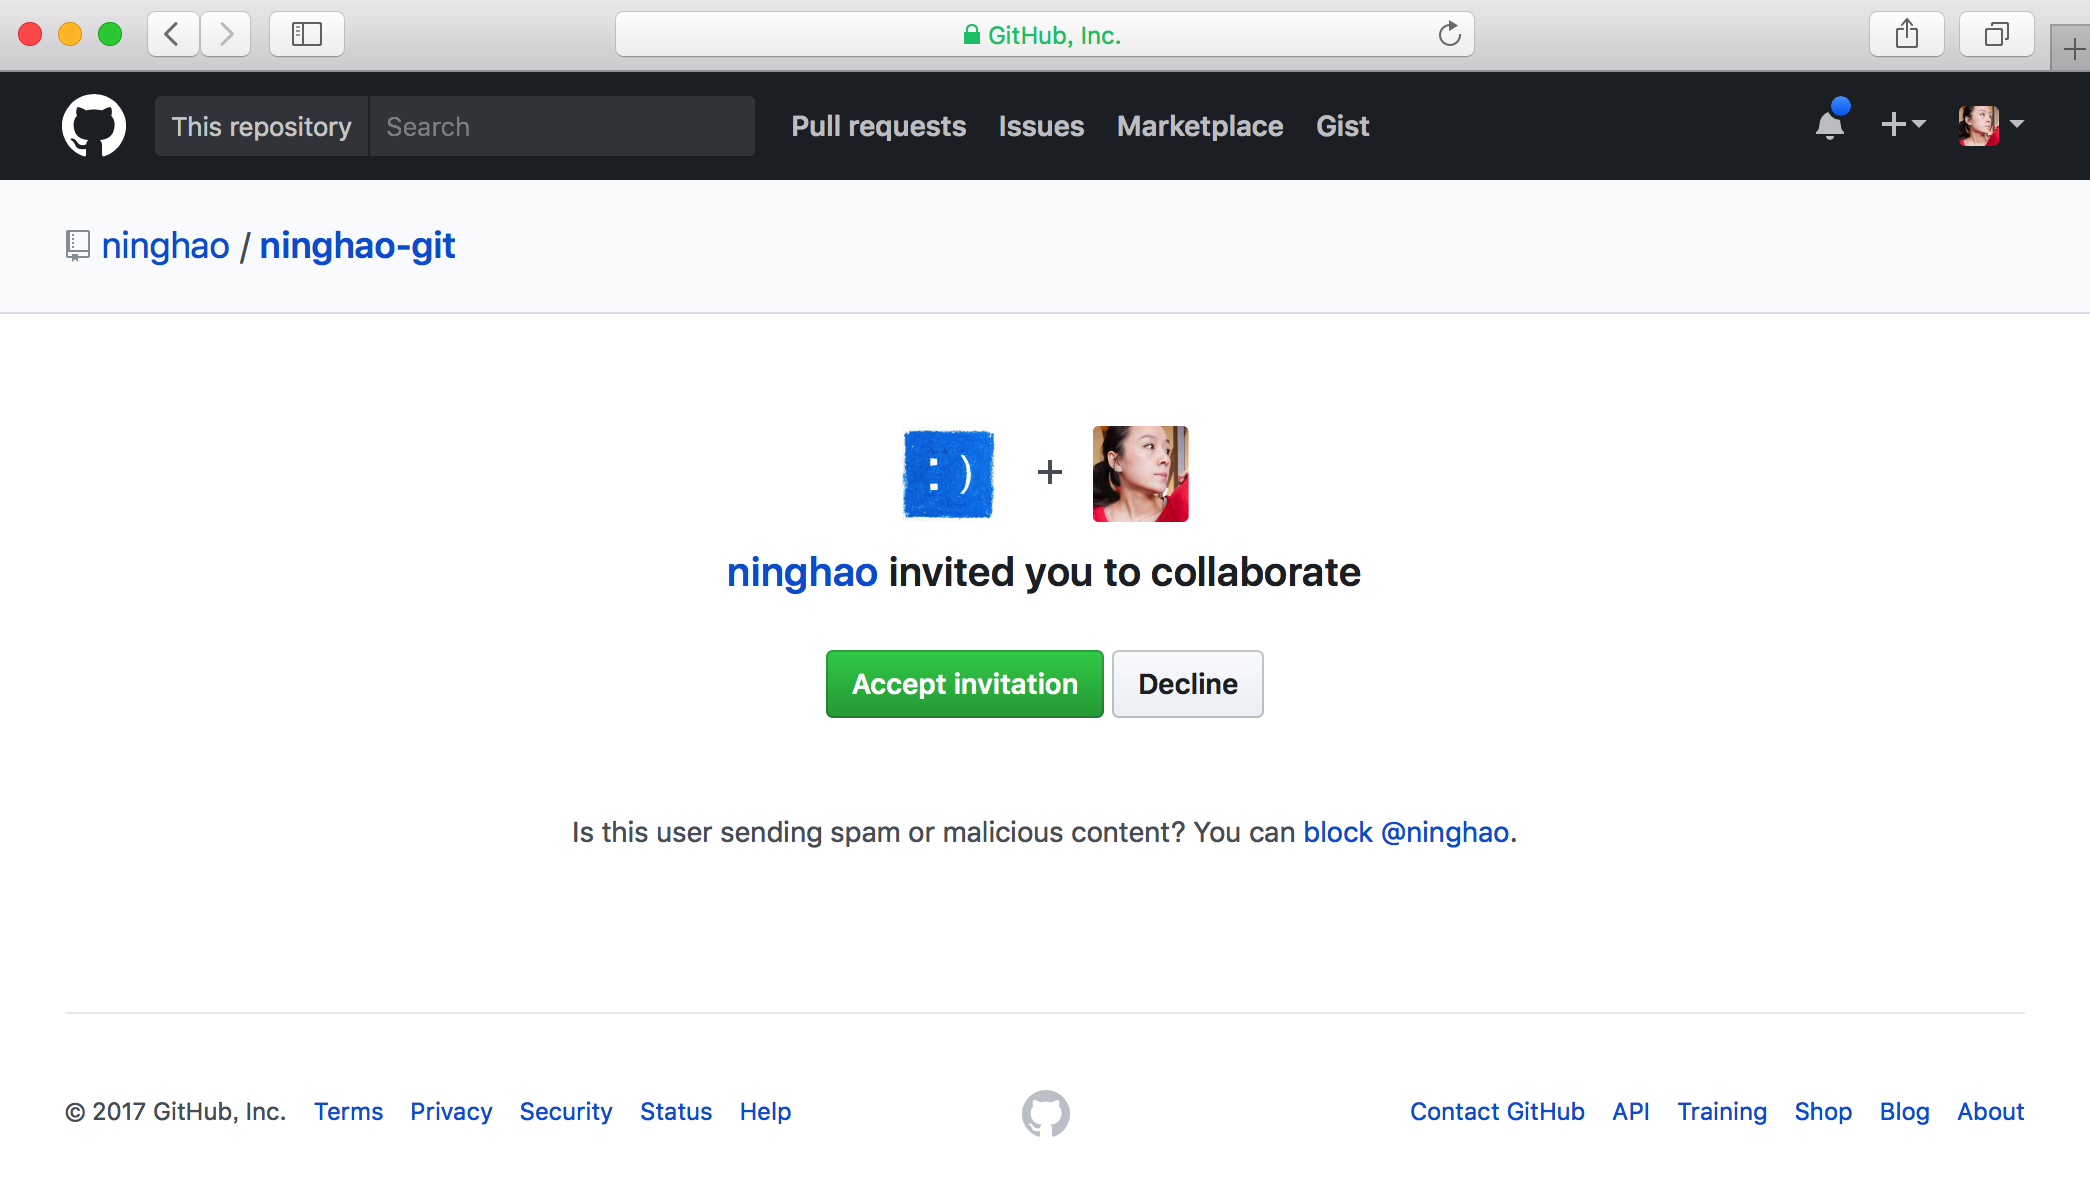 GitHub, Inc.
This repository Search Pull requests Issues Marketplace Gist
ninghao / ninghao-git
:)
ninghao invited you to collaborate
Accept invitation Decline
Is this user sending spam or malicious content? You can block @ninghao.
© 2017 GitHub, Inc. Terms Privacy Security Status Help Contact GitHub API Training Shop Blog About